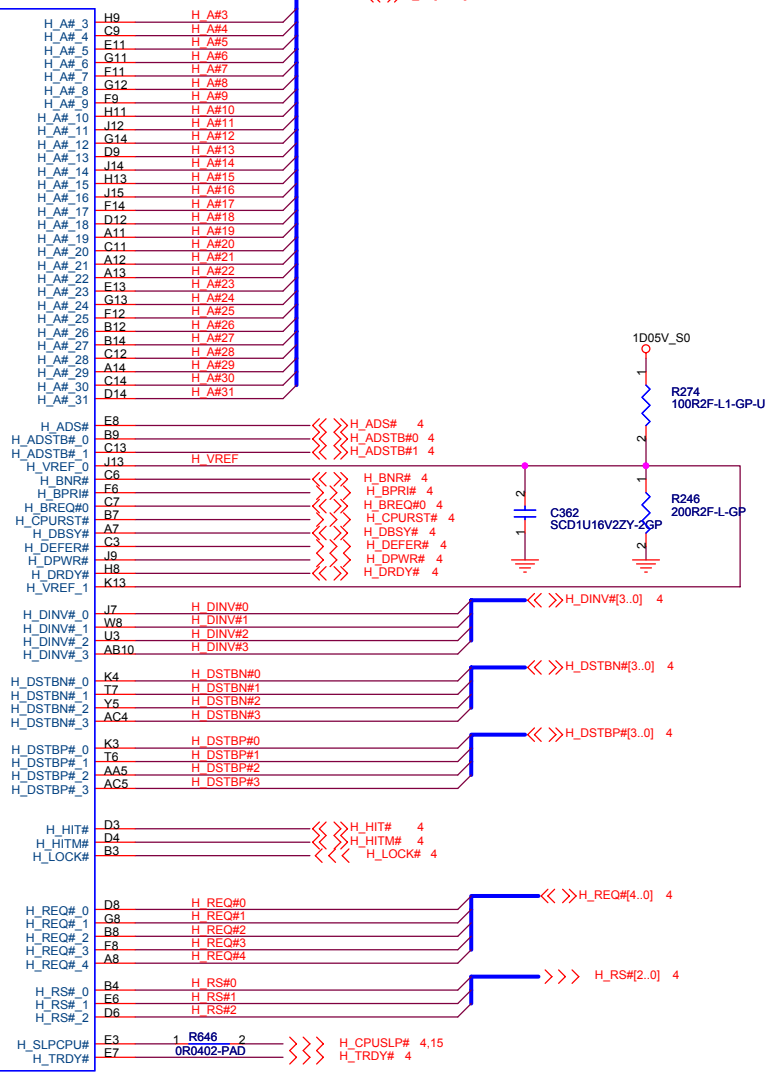 H_A#_3 H9 H_A#3
H_A#_4 C9 H_A#4
H_A#_5 E11 H_A#5
H_A#_6 G11 H_A#6
H_A#_7 F11 H_A#7
H_A#_8 G12 H_A#8
H_A#_9 F9 H_A#9
H_A#_10 H11 H_A#10
H_A#_11 J12 H_A#11
H_A#_12 G14 H_A#12
H_A#_13 D9 H_A#13
H_A#_14 J14 H_A#14
H_A#_15 H13 H_A#15
H_A#_16 J15 H_A#16
H_A#_17 F14 H_A#17
H_A#_18 D12 H_A#18
H_A#_19 A11 H_A#19
H_A#_20 C11 H_A#20
H_A#_21 A12 H_A#21
H_A#_22 A13 H_A#22
H_A#_23 E13 H_A#23
H_A#_24 G13 H_A#24
H_A#_25 F12 H_A#25
H_A#_26 B12 H_A#26
H_A#_27 B14 H_A#27
H_A#_28 C12 H_A#28
H_A#_29 A14 H_A#29
H_A#_30 C14 H_A#30
H_A#_31 D14 H_A#31
1D05V_S0
1
R274
100R2F-L1-GP-U
2
H_ADS# E8 H_ADS# 4
H_ADSTB#_0 B9 H_ADSTB#0 4
H_ADSTB#_1 C13 H_ADSTB#1 4
H_VREF_0 J13 H_VREF
H_BNR# C6 H_BNR# 4
H_BPRI# F6 H_BPRI# 4
H_BREQ#0 C7 H_BREQ#0 4
H_CPURST# B7 H_CPURST# 4
H_DBSY# A7 H_DBSY# 4
H_DEFER# C3 H_DEFER# 4
H_DPWR# J9 H_DPWR# 4
H_DRDY# H8 H_DRDY# 4
H_VREF_1 K13
2
C362
SCD1U16V2ZY-2GP
1
1
R246
200R2F-L-GP
2
H_DINV#_0 J7 H_DINV#0
H_DINV#_1 W8 H_DINV#1
H_DINV#_2 U3 H_DINV#2
H_DINV#_3 AB10 H_DINV#3
H_DINV#[3..0] 4
H_DSTBN#_0 K4 H_DSTBN#0
H_DSTBN#_1 T7 H_DSTBN#1
H_DSTBN#_2 Y5 H_DSTBN#2
H_DSTBN#_3 AC4 H_DSTBN#3
H_DSTBN#[3..0] 4
H_DSTBP#_0 K3 H_DSTBP#0
H_DSTBP#_1 T6 H_DSTBP#1
H_DSTBP#_2 AA5 H_DSTBP#2
H_DSTBP#_3 AC5 H_DSTBP#3
H_DSTBP#[3..0] 4
H_HIT# D3 H_HIT# 4
H_HITM# D4 H_HITM# 4
H_LOCK# B3 H_LOCK# 4
H_REQ#_0 D8 H_REQ#0
H_REQ#_1 G8 H_REQ#1
H_REQ#_2 B8 H_REQ#2
H_REQ#_3 F8 H_REQ#3
H_REQ#_4 A8 H_REQ#4
H_REQ#[4..0] 4
H_RS#_0 B4 H_RS#0
H_RS#_1 E6 H_RS#1
H_RS#_2 D6 H_RS#2
H_RS#[2..0] 4
H_SLPCPU# E3 1 R646 2 H_CPUSLP# 4,15
H_TRDY# E7 0R0402-PAD H_TRDY# 4